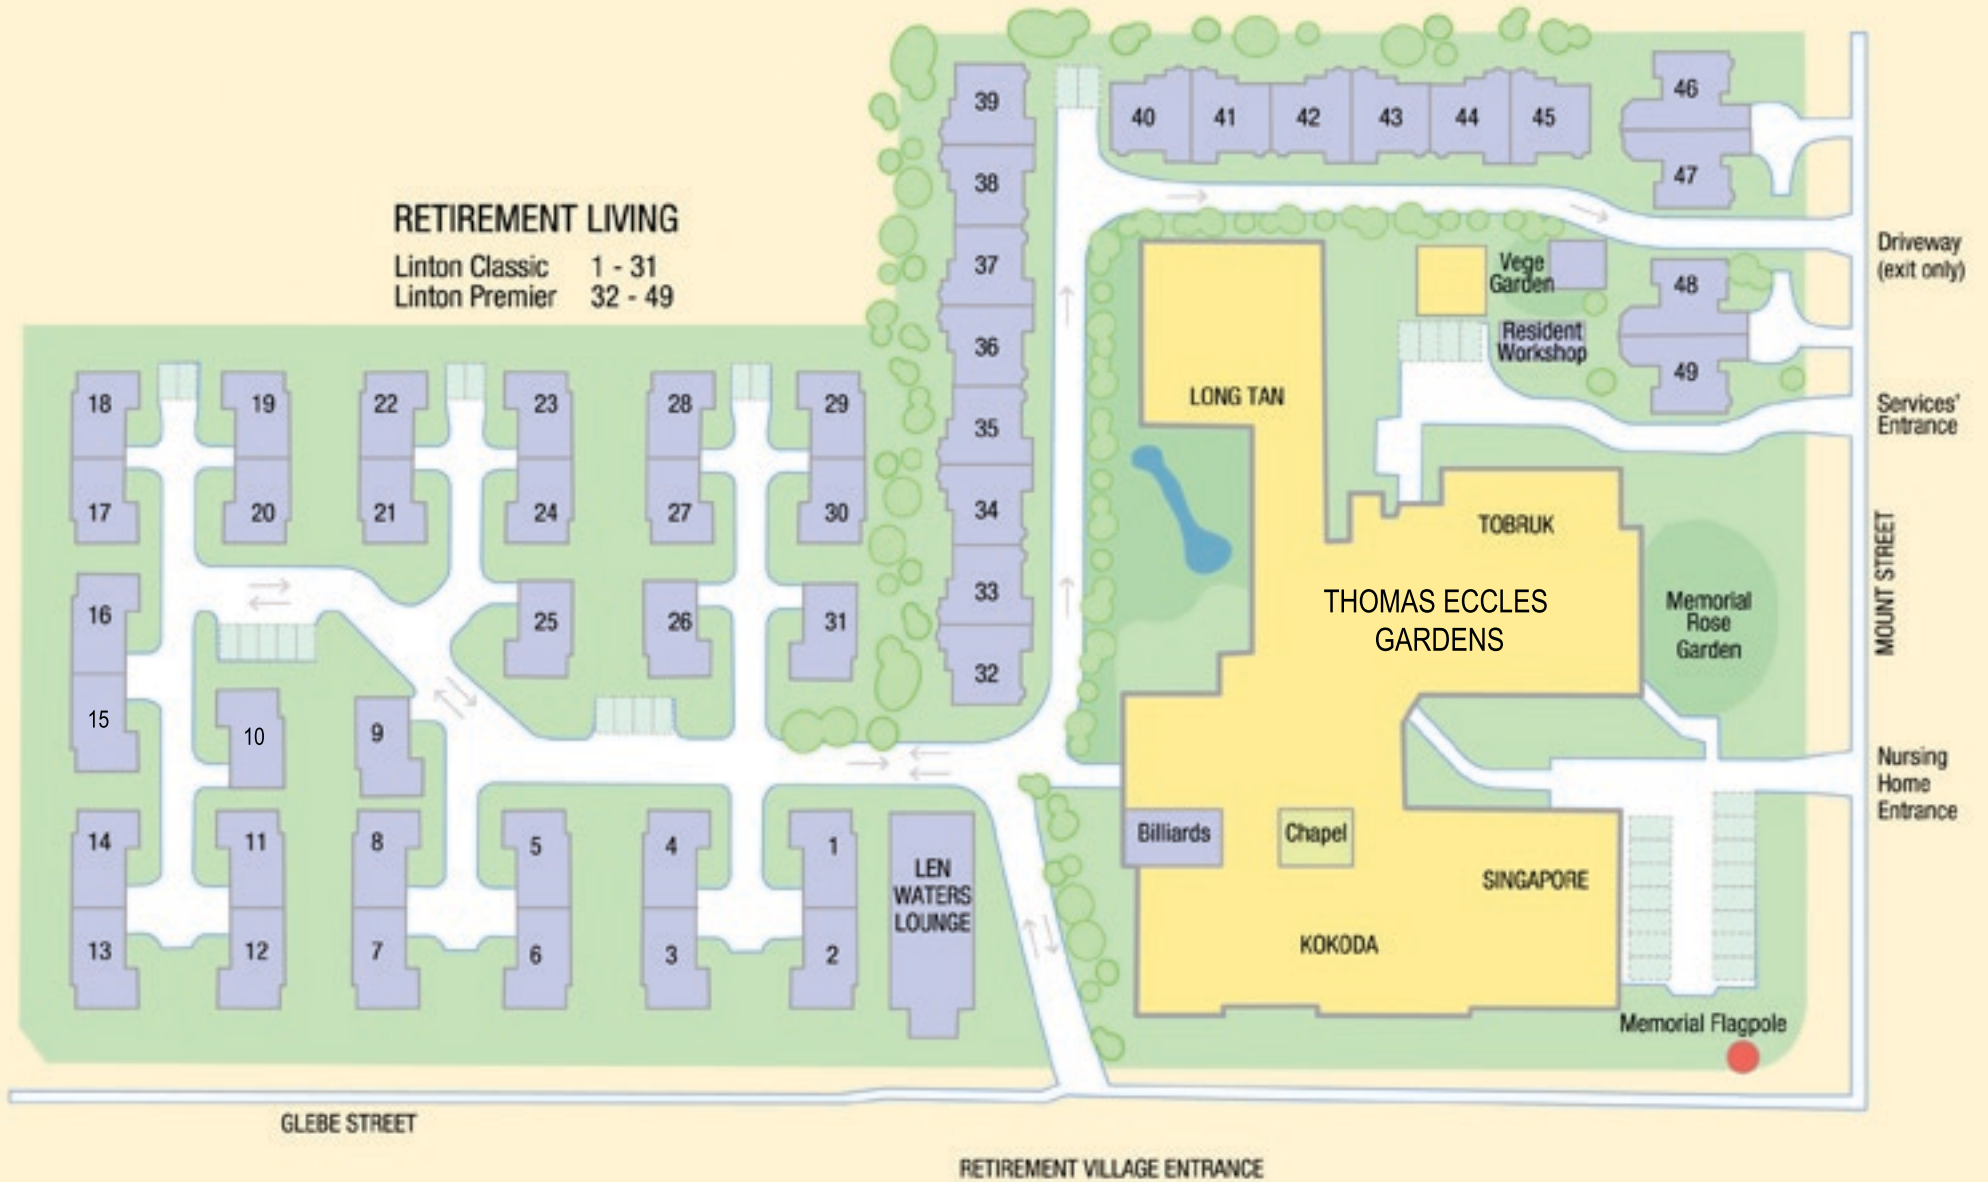 39
40 41 42 43 44 45
46
38
47
RETIREMENT LIVING
Linton Classic 1 - 31
Linton Premier 32 - 49
37
Vege
Garden
48
Driveway
(exit only)
36
Resident
Workshop
49
18 19 22 23 28 29
LONG TAN
Services'
Entrance
35
17 20 21 24 27 30
34
TOBRUK
MOUNT STREET
33
THOMAS ECCLES
GARDENS
Memorial
Rose
Garden
16 25 26 31
32
15 10 9
Nursing
Home
Entrance
14 11 8 5 4 1
Billiards
Chapel
LEN
WATERS
LOUNGE
SINGAPORE
13 12 7 6 3 2
KOKODA
Memorial Flagpole
GLEBE STREET
RETIREMENT VILLAGE ENTRANCE